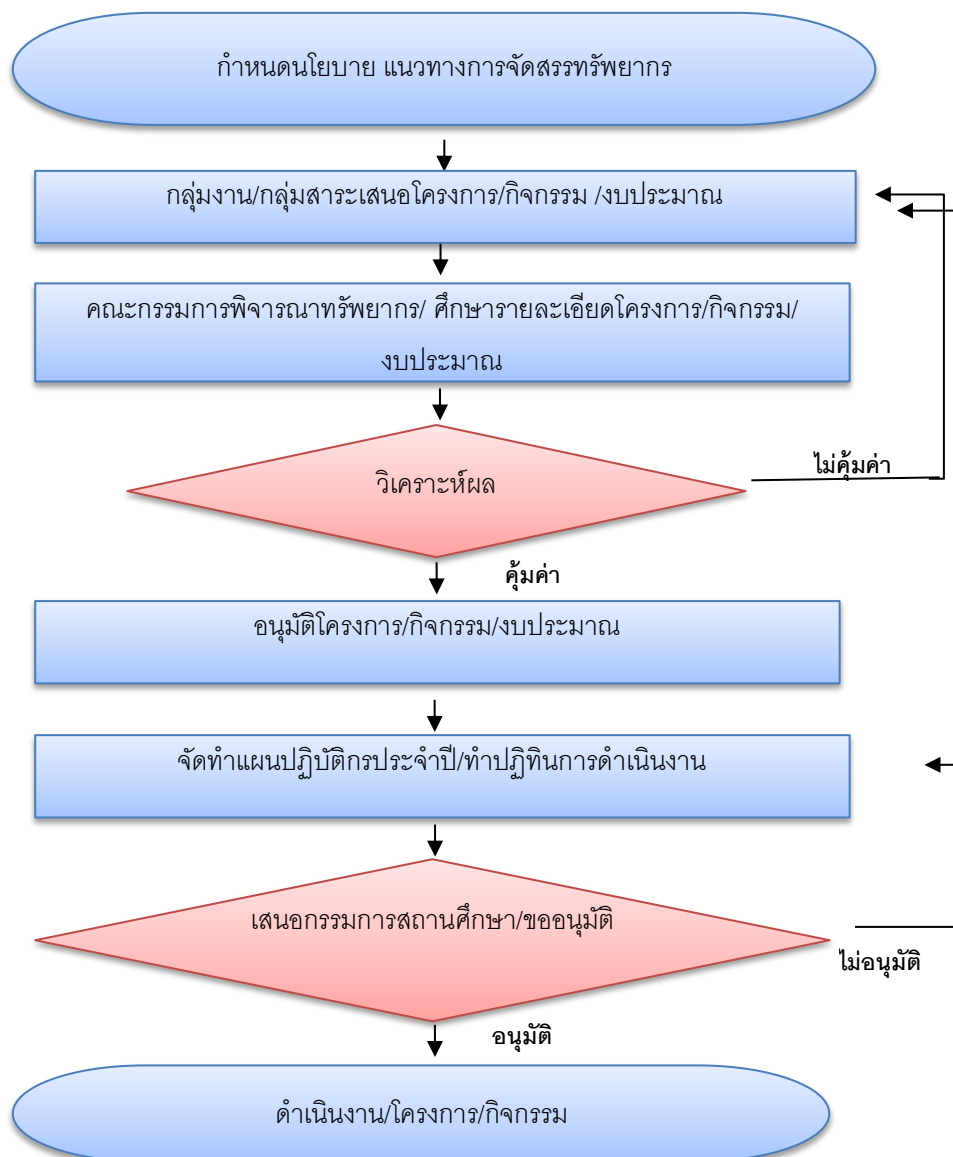 กำหนดนโยบาย แนวทางการจัดสรรทรัพยากร
กลุ่มงาน/กลุ่มสาระเสนอโครงการ/กิจกรรม /งบประมาณ
คณะกรรมการพิจารณาทรัพยากร/ ศึกษารายละเอียดโครงการ/กิจกรรม/
งบประมาณ
วิเคราะห์ผล
ไม่คุ้มค่า
คุ้มค่า
อนุมัติโครงการ/กิจกรรม/งบประมาณ
จัดทำแผนปฏิบัติกรประจำปี/ทำปฏิทินการดำเนินงาน
เสนอกรรมการสถานศึกษา/ขออนุมัติ
ไม่อนุมัติ
อนุมัติ
ดำเนินงาน/โครงการ/กิจกรรม